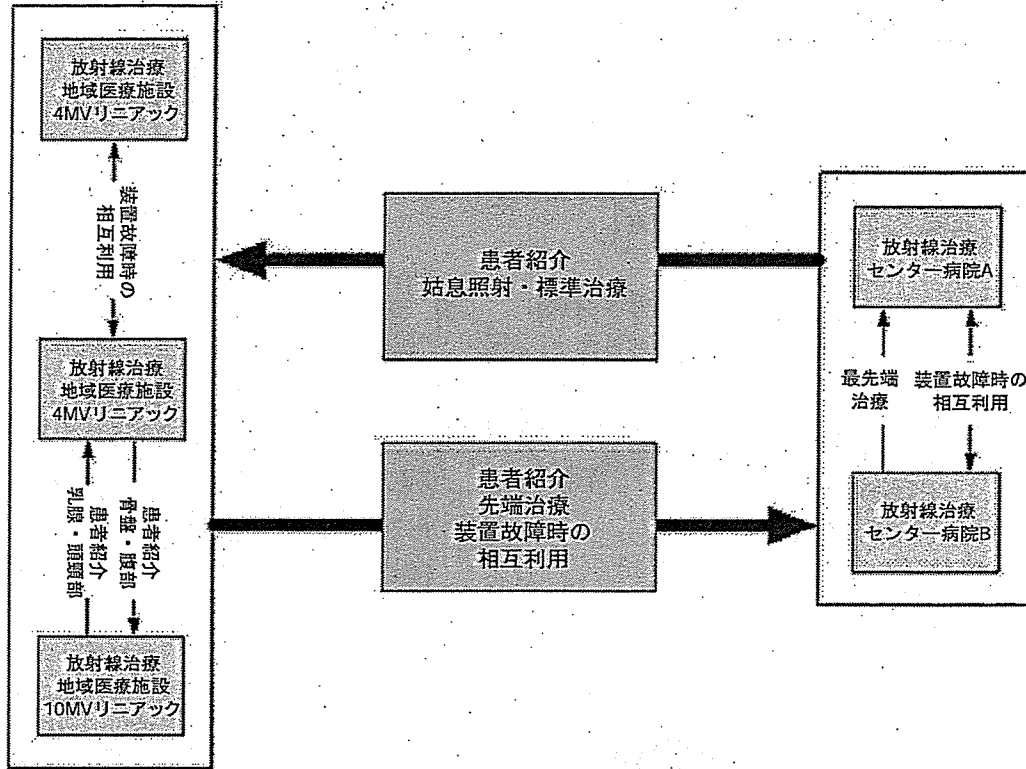 放射線治療
地域医療施設
4MVリニアック
装置故障時の
相互利用
放射線治療
地域医療施設
4MVリニアック
患者紹介
骨盤・腹部
患者紹介
乳腺・頭頸部
放射線治療
地域医療施設
10MVリニアック
患者紹介
姑息照射・標準治療
患者紹介
先端治療
装置故障時の
相互利用
放射線治療
センター病院A
最先端
治療
装置故障時の
相互利用
放射線治療
センター病院B